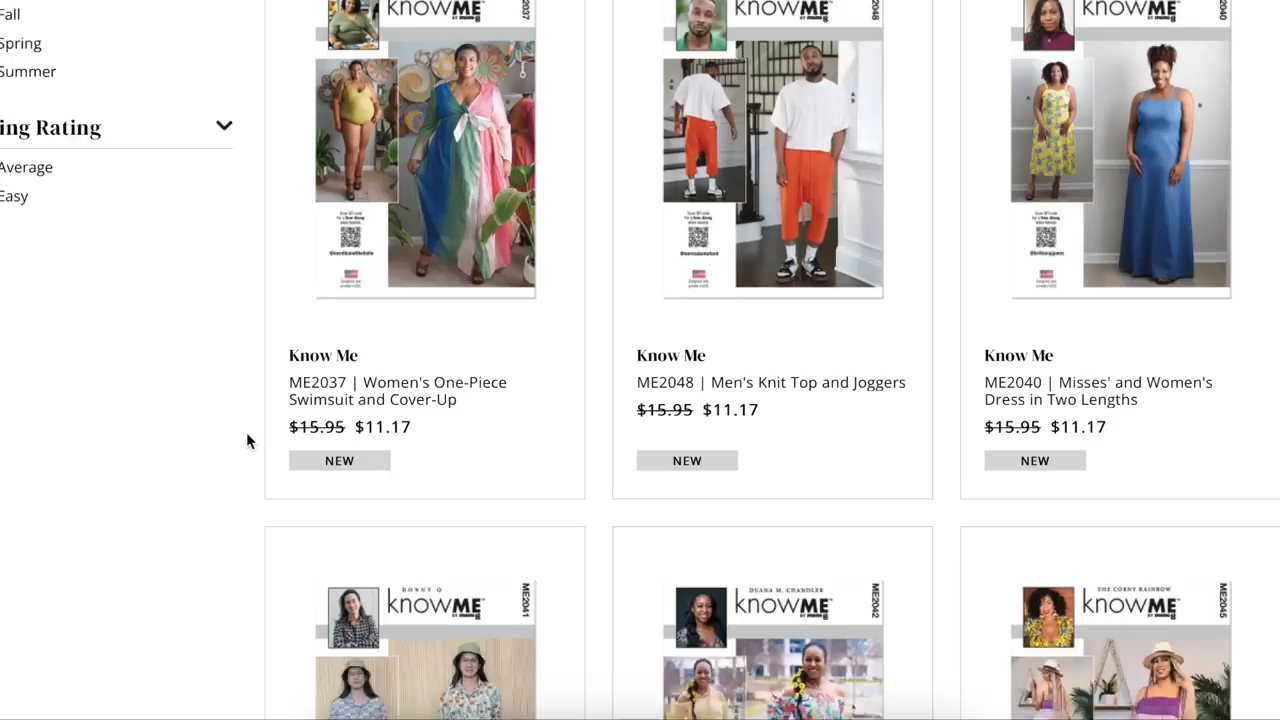 Fall
Spring
Summer
ing Rating
Average
Easy
knowME
ME2037
knowME
knowME
Know Me
ME2037 | Women's One-Piece
Swimsuit and Cover-Up
$15.95 $11.17
NEW
Know Me
ME2048 | Men's Knit Top and Joggers
$15.95 $11.17
NEW
Know Me
ME2040 | Misses' and Women's
Dress in Two Lengths
$15.95 $11.17
NEW
DONNY Q
knowME
ME2041
DUANA M. CHANDLER
knowME
ME2042
THE CORNY RAINBOW
knowME
ME2045